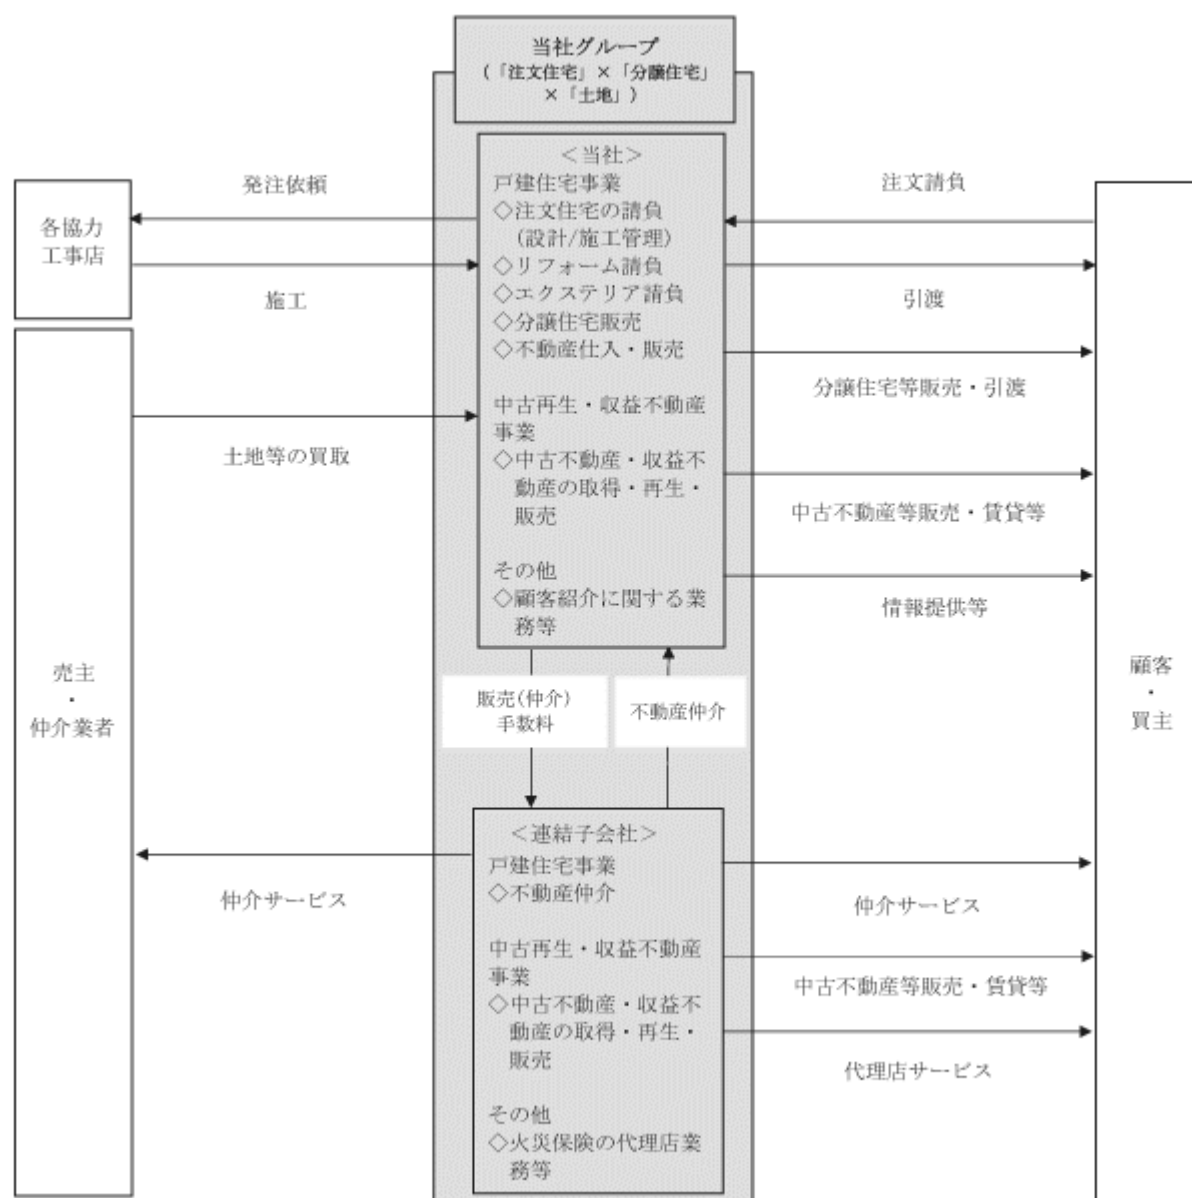 当社グループ
（「注文住宅」×「分譲住宅」
×「土地」）
＜当社＞
戸建住宅事業
◇注文住宅の請負
（設計/施工管理）
◇リフォーム請負
◇エクステリア請負
◇分譲住宅販売
◇不動産仕入・販売
中古再生・収益不動産
事業
◇中古不動産・収益不
動産の取得・再生・
販売
その他
◇顧客紹介に関する業
務等
発注依頼
各協力
工事店
施工
土地等の買取
売主
・
仲介業者
注文請負
引渡
分譲住宅等販売・引渡
中古不動産等販売・賃貸等
情報提供等
顧客
・
買主
販売(仲介)
手数料
不動産仲介
＜連結子会社＞
戸建住宅事業
◇不動産仲介
中古再生・収益不動産
事業
◇中古不動産・収益不
動産の取得・再生・
販売
その他
◇火災保険の代理店業
務等
仲介サービス
仲介サービス
中古不動産等販売・賃貸等
代理店サービス